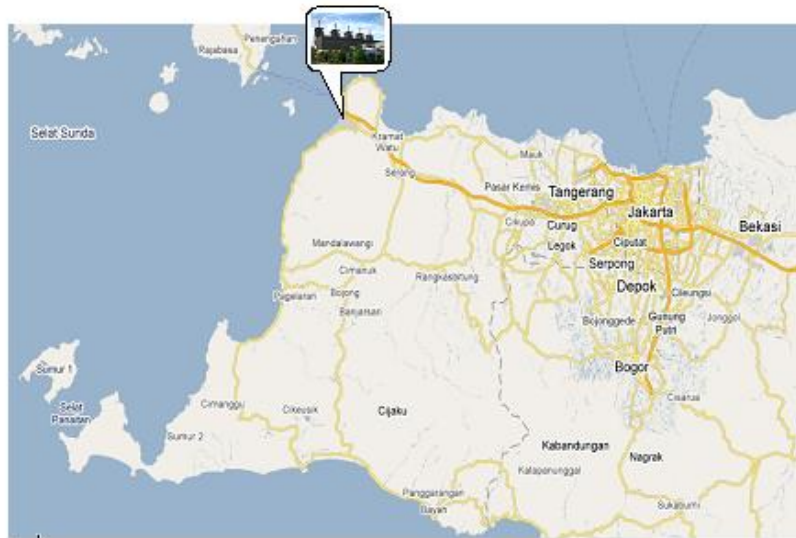 Rajabasa
Penengahan
Selat Sunda
Kramat
Watu
Mauk
Serang
Pasar Kemis
Tangerang
Jakarta
Cikupa
Curug
Bekasi
Legok
Ciputat
Mandalawangi
Serpong
Cimanuk
Rangkasbitung
Depok
Cileungsi
Pagelaran
Bojong
Banjarsari
Bojonggede
Gunung
Putri
Jonggol
Sumur 1
Bogor
Cimanggu
Cikeusik
Cijaku
Cisarua
Selat
Panaitan
Sumur 2
Kabandungan
Nagrak
Kalapanunggal
Panggarangan
Bayah
Sukabumi